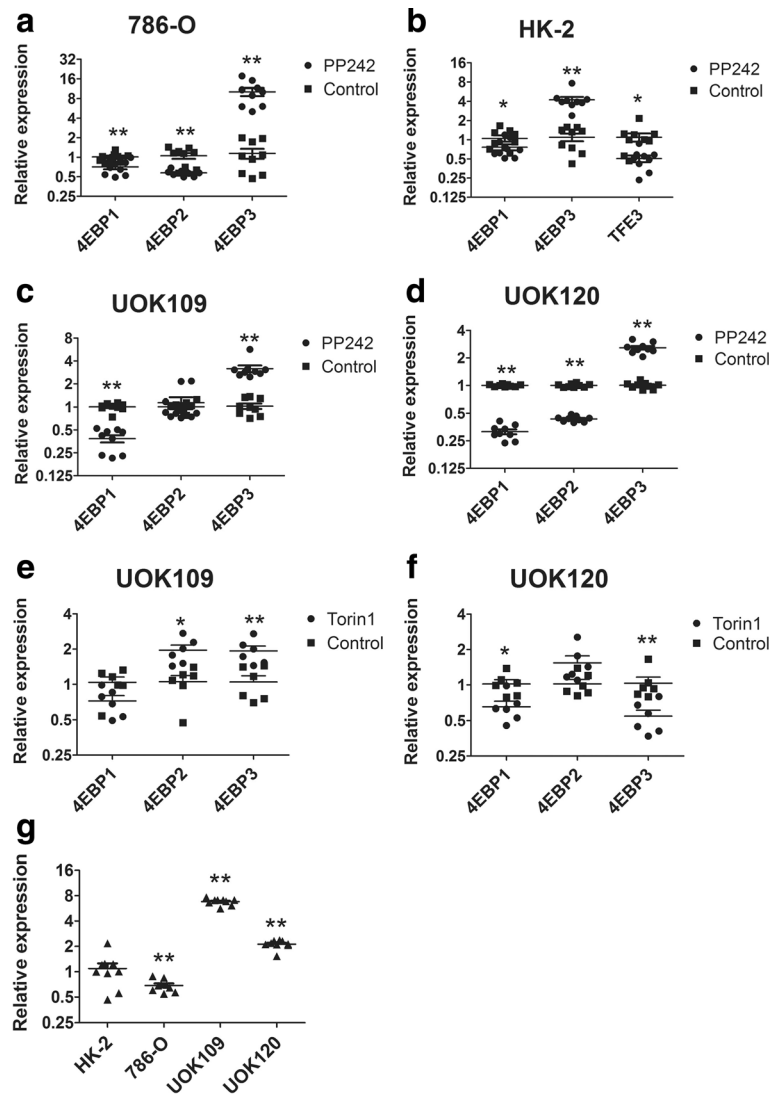 a
786-O
Relative expression
32
16
8
4
2
1
0.5
0.25
** ** **
PP242
Control
4EBP1 4EBP2 4EBP3
b
HK-2
Relative expression
16
8
4
2
1
0.5
0.25
0.125
* ** *
PP242
Control
4EBP1 4EBP3 TFE3
c
UOK109
Relative expression
8
4
2
1
0.5
0.25
0.125
** **
PP242
Control
4EBP1 4EBP2 4EBP3
d
UOK120
Relative expression
4
2
1
0.5
0.25
0.125
** ** **
PP242
Control
4EBP1 4EBP2 4EBP3
e
UOK109
Relative expression
4
2
1
0.5
0.25
* **
Torin1
Control
4EBP1 4EBP2 4EBP3
f
UOK120
Relative expression
4
2
1
0.5
0.25
* **
Torin1
Control
4EBP1 4EBP2 4EBP3
g
Relative expression
16
8
4
2
1
0.5
0.25
** ** **
HK-2 786-O UOK109 UOK120